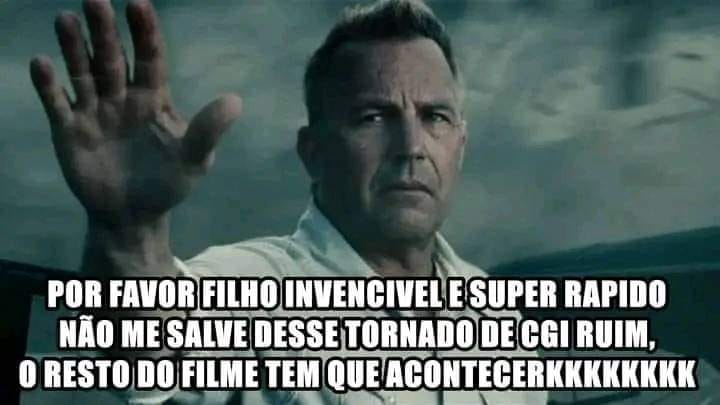 POR FAVOR FILHO INVENCIVEL E SUPER RAPIDO
NÃO ME SALVE DESSE TORNADO DE CGI RUIM,
O RESTO DO FILME TEM QUE ACONTECERKKKKKKKK